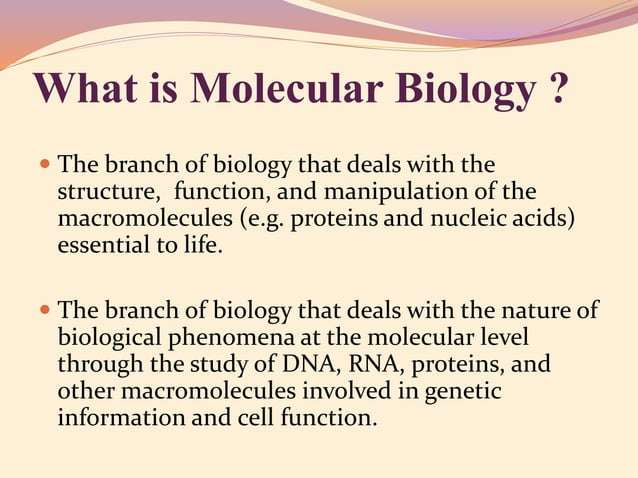 What is Molecular Biology ?
The branch of biology that deals with the
structure, function, and manipulation of the
macromolecules (e.g. proteins and nucleic acids)
essential to life.
The branch of biology that deals with the nature of
biological phenomena at the molecular level
through the study of DNA, RNA, proteins, and
other macromolecules involved in genetic
information and cell function.